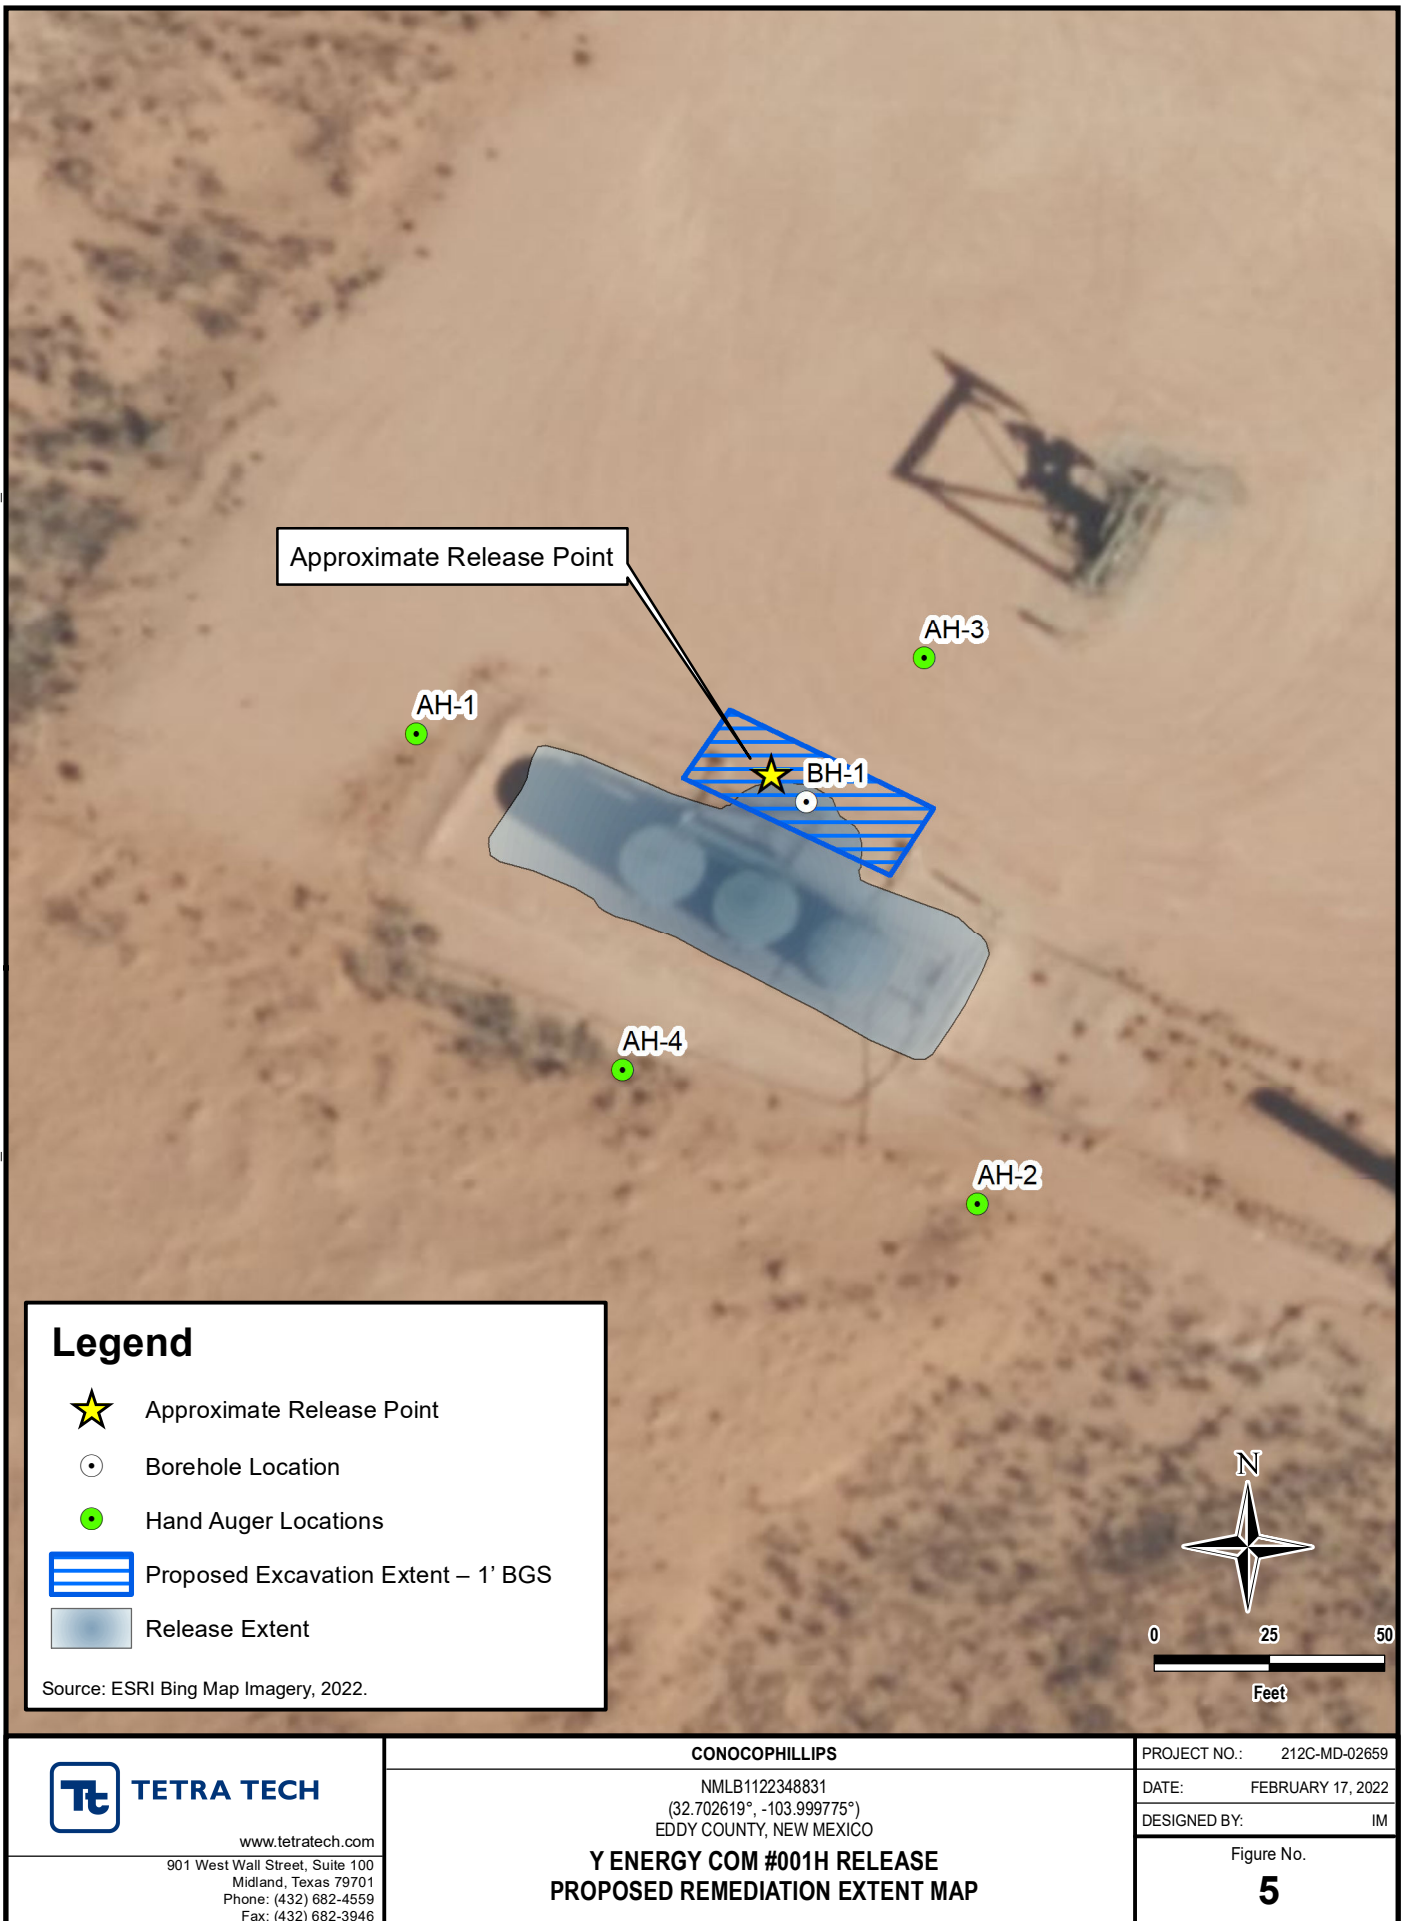 Approximate Release Point
AH-3
AH-1
BH-1
AH-4
AH-2
Legend
Approximate Release Point
Borehole Location
Hand Auger Locations
Proposed Excavation Extent – 1' BGS
Release Extent
Source: ESRI Bing Map Imagery, 2022.
N
0 25 50
Feet
Tt TETRA TECH
www.tetratech.com
901 West Wall Street, Suite 100
Midland, Texas 79701
Phone: (432) 682-4559
Fax: (432) 682-3946
CONOCOPHILLIPS
NMLB1122348831
(32.702619°, -103.999775°)
EDDY COUNTY, NEW MEXICO
Y ENERGY COM #001H RELEASE
PROPOSED REMEDIATION EXTENT MAP
PROJECT NO.: 212C-MD-02659
DATE: FEBRUARY 17, 2022
DESIGNED BY: IM
Figure No.
5